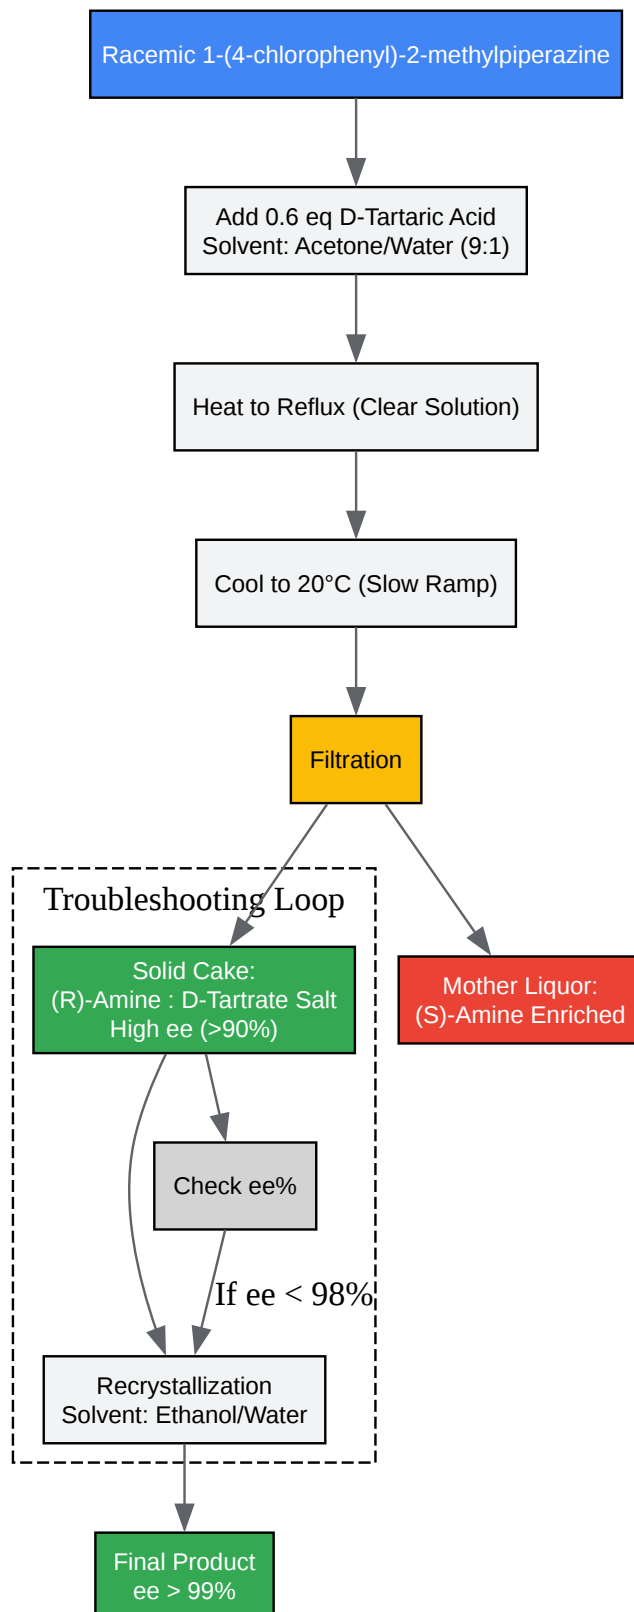 Racemic 1-(4-chlorophenyl)-2-methylpiperazine
Add 0.6 eq D-Tartaric Acid
Solvent: Acetone/Water (9:1)
Heat to Reflux (Clear Solution)
Cool to 20°C (Slow Ramp)
Filtration
Troubleshooting Loop
Solid Cake:
(R)-Amine : D-Tartrate Salt
High ee (>90%)
Mother Liquor:
(S)-Amine Enriched
Check ee%
If ee < 98%
Recrystallization
Solvent: Ethanol/Water
Final Product
ee > 99%